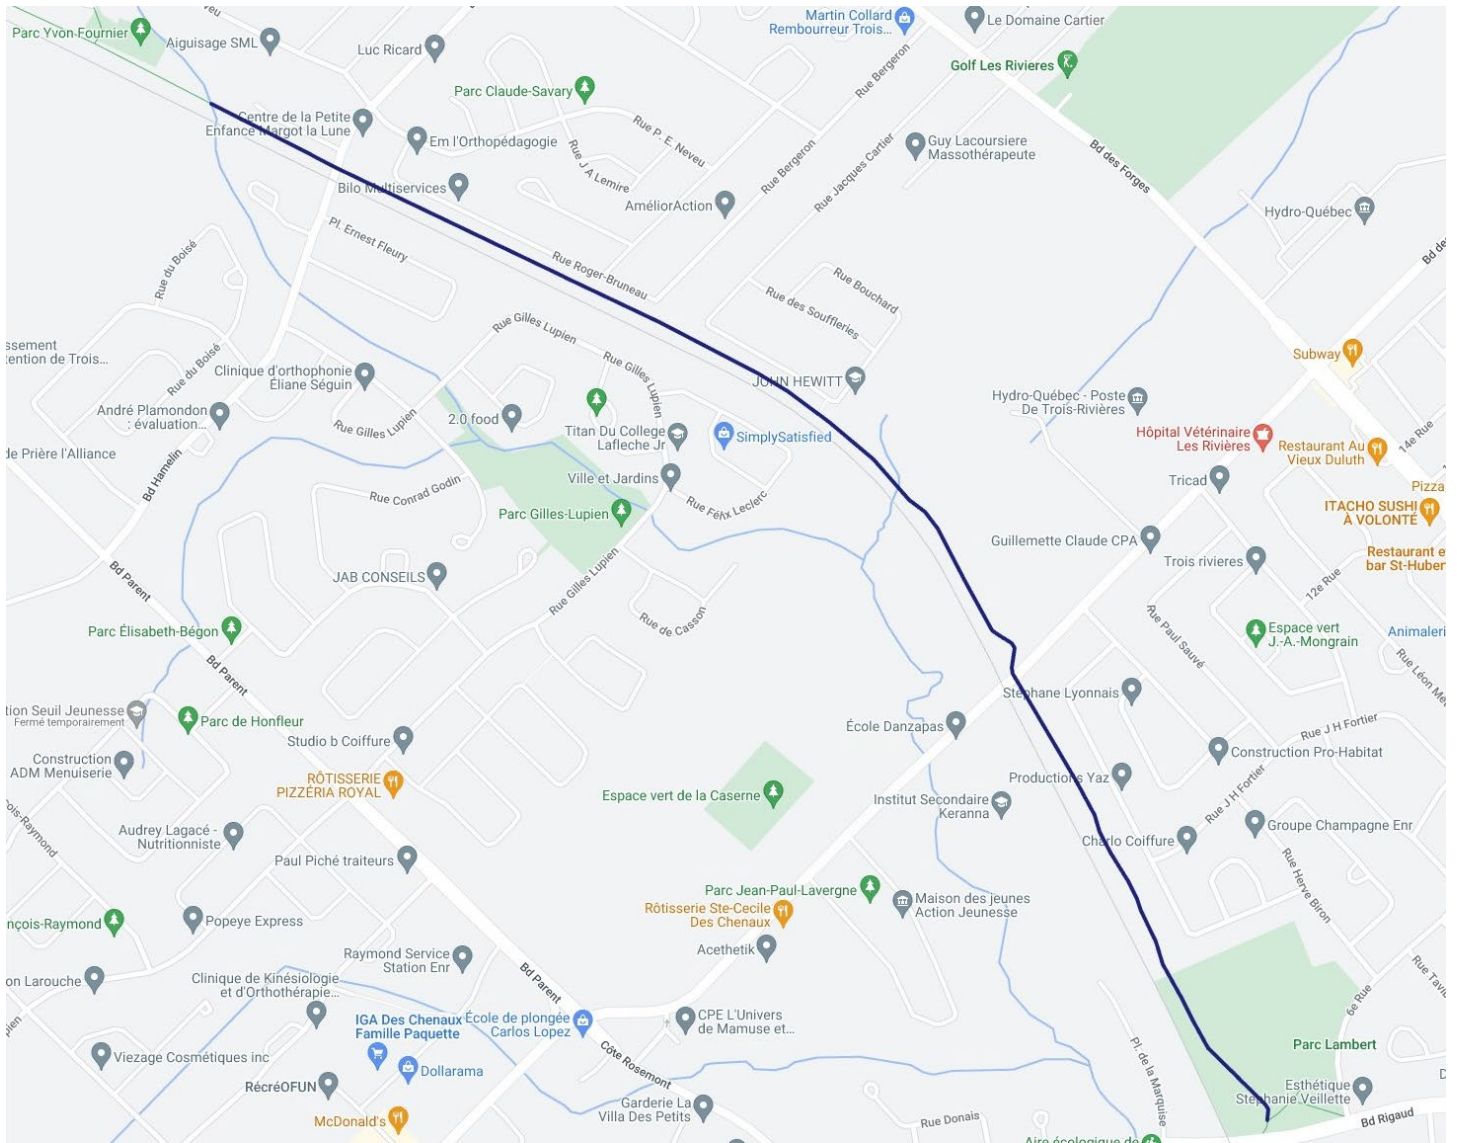 Parc Yvon-Fournier
Aiguisage SML
Luc Ricard
Martin Collard
Rembourreur Trois...
Le Domaine Cartier
Golf Les Rivieres
Parc Claude-Savary
Rue Bergeron
Centre de la Petite
Enfance Margot la Lune
Em l'Orthopédagogie
Rue P. E. Neveu
Rue J A Lemire
Rue Bergeron
Rue Jacques Cartier
Guy Lacoursiere
Massothérapeute
Bd des Forges
Bilo Multiservices
AméliorAction
Hydro-Québec
Pl. Ernest Fleury
Rue du Boisé
Rue Roger-Bruneau
Rue Bouchard
Rue des Souffleries
Bd de
Rue Gilles Lupien
Rue Gilles Lupien
ssement
tention de Trois...
Rue du Boisé
Clinique d'orthophonie
Éliane Séguin
JOHN HEWITT
Subway
André Plamondon
: évaluation...
Rue Gilles Lupien
2.0 food
Titan Du College
Lafleche Jr
SimplySatisfied
Hydro-Québec - Poste
De Trois-Rivières
Hôpital Vétérinaire
Les Rivières
Restaurant Au
Vieux Duluth
14e Rue
de Prière l'Alliance
Bd Hamelin
Rue Conrad Godin
Ville et Jardins
Rue Félix Leclerc
Tricad
Pizza
ITACHO SUSHI
À VOLONTÉ
Parc Gilles-Lupien
Guillemette Claude CPA
Trois rivieres
Restaurant e
bar St-Huber
Bd Parent
JAB CONSEILS
Rue Gilles Lupien
Rue de Casson
12e Rue
Rue Paul Sauvé
Espace vert
J.-A.-Mongrain
Animaleri
Parc Élisabeth-Bégon
Bd Parent
Stéphane Lyonnais
tion Seuil Jeunesse
Fermé temporairement
Parc de Honfleur
Studio b Coiffure
École Danzapas
Rue J H Fortier
Construction Pro-Habitat
Construction
ADM Menuiserie
RÔTISSERIE
PIZZÉRIA ROYAL
Espace vert de la Caserne
Productions Yaz
Institut Secondaire
Keranna
Rue J H Fortier
ois-Raymond
Audrey Lagacé -
Nutritionniste
Paul Piché traiteurs
Charlo Coiffure
Groupe Champagne Enr
Rue Herve Biron
nçois-Raymond
Popeye Express
Parc Jean-Paul-Lavergne
Rôtisserie Ste-Cecile
Des Chenaux
Maison des jeunes
Action Jeunesse
Acethetik
Raymond Service
Station Enr
on Larouche
Clinique de Kinésiologie
et d'Orthothérapie...
Bd Parent
6e Rue
IGA Des Chenaux
Famille Paquette
École de plongée
Carlos Lopez
CPE L'Univers
de Mamuse et...
Viezage Cosmétiques inc
Dollarama
Côte Rosemont
Pl. de la Marquise
Parc Lambert
RécréOFUN
McDonald's
Garderie La
Villa Des Petits
Rue Donais
Esthétique
Stephanie Veillette
Bd Rigaud
Aire écologique de